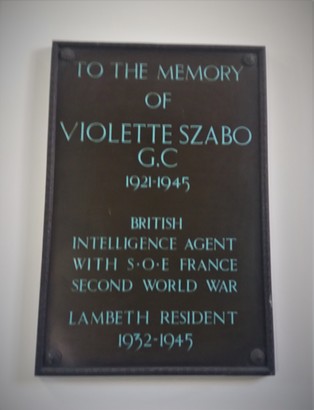 TO THE MEMORY
OF
VIOLETTE SZABO
G.C
1921-1945
BRITISH
INTELLIGENCE AGENT
WITH S·O·E FRANCE
SECOND WORLD WAR
LAMBETH RESIDENT
1932-1945